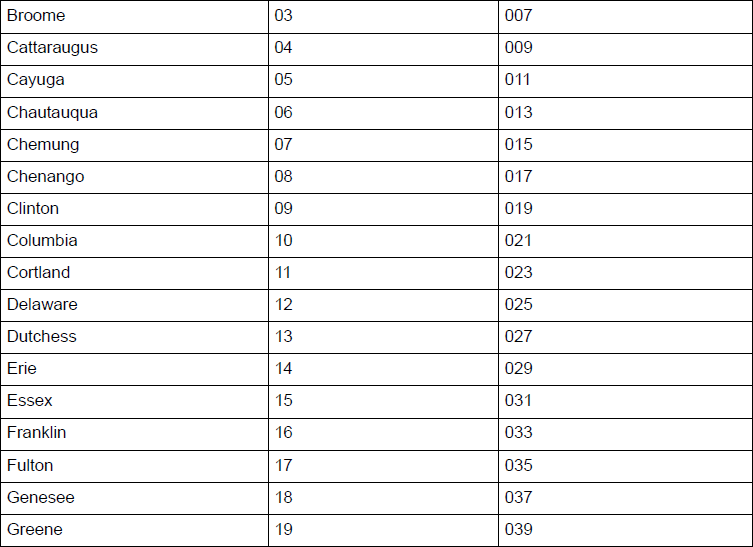 Broome 03 007
Cattaraugus 04 009
Cayuga 05 011
Chautauqua 06 013
Chemung 07 015
Chenango 08 017
Clinton 09 019
Columbia 10 021
Cortland 11 023
Delaware 12 025
Dutchess 13 027
Erie 14 029
Essex 15 031
Franklin 16 033
Fulton 17 035
Genesee 18 037
Greene 19 039